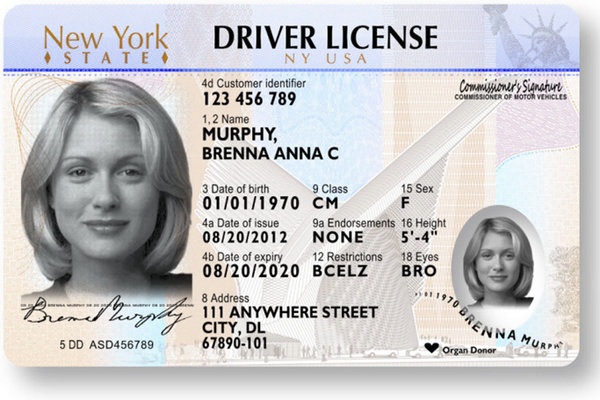 New York
STATE
DRIVER LICENSE
NY USA
Commissioner's Signature
COMMISSIONER OF MOTOR VEHICLES
4d Customer identifier
123 456 789
1, 2 Name
MURPHY,
BRENNA ANNA C
3 Date of birth 9 Class 15 Sex
01/01/1970 CM F
4a Date of issue 9a Endorsements 16 Height
08/20/2012 NONE 5'-4"
4b Date of expiry 12 Restrictions 18 Eyes
08/20/2020 BCELZ BRO
8 Address
111 ANYWHERE STREET
CITY, DL
67890-101
Brenna Murphy
5 DD ASD456789
BRENNA MURPH
Organ Donor